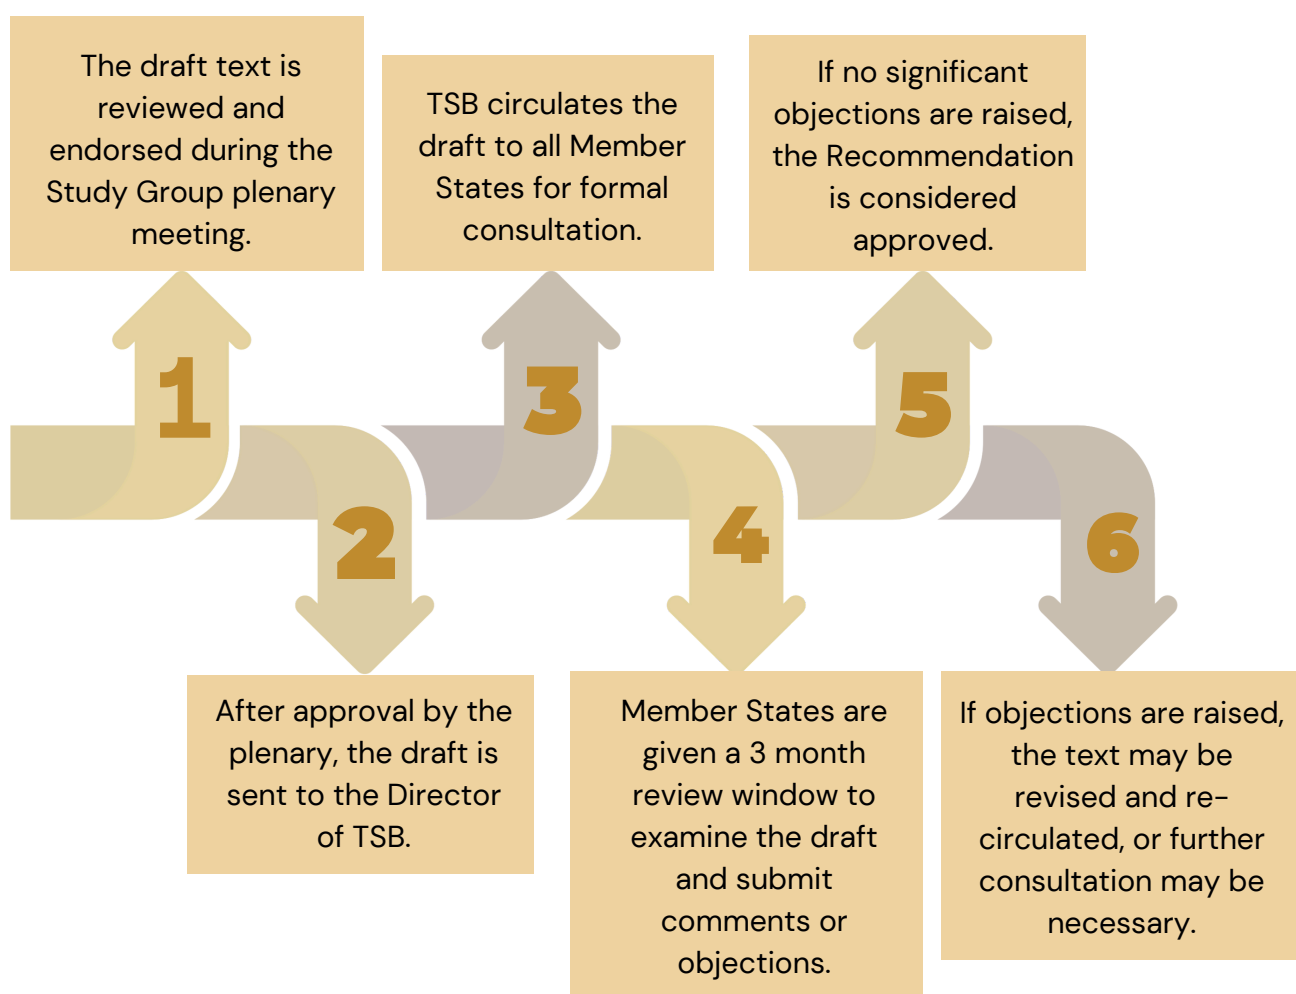 The draft text is
reviewed and
endorsed during the
Study Group plenary
meeting.
1
After approval by the
plenary, the draft is
sent to the Director
of TSB.
2
TSB circulates the
draft to all Member
States for formal
consultation.
3
Member States are
given a 3 month
review window to
examine the draft
and submit
comments or
objections.
4
If no significant
objections are raised,
the Recommendation
is considered
approved.
5
If objections are raised,
the text may be
revised and re-
circulated, or further
consultation may be
necessary.
6